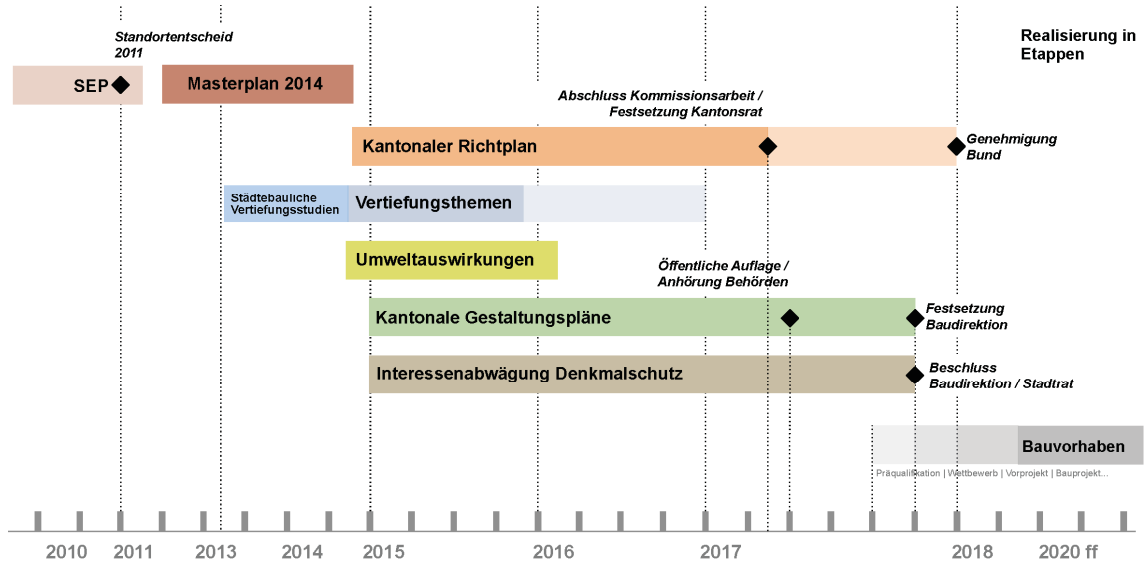 Standortentscheid
2011
Realisierung in
Etappen
SEP
Masterplan 2014
Abschluss Kommissionsarbeit /
Festsetzung Kantonsrat
Kantonaler Richtplan
Genehmigung
Bund
Städtebauliche
Vertiefungsstudien
Vertiefungsthemen
Umweltauswirkungen
Öffentliche Auflage /
Anhörung Behörden
Kantonale Gestaltungspläne
Festsetzung
Baudirektion
Interessenabwägung Denkmalschutz
Beschluss
Baudirektion / Stadtrat
Bauvorhaben
Präqualifikation | Wettbewerb | Vorprojekt | Bauprojekt...
2010 2011 2013 2014 2015 2016 2017 2018 2020 ff